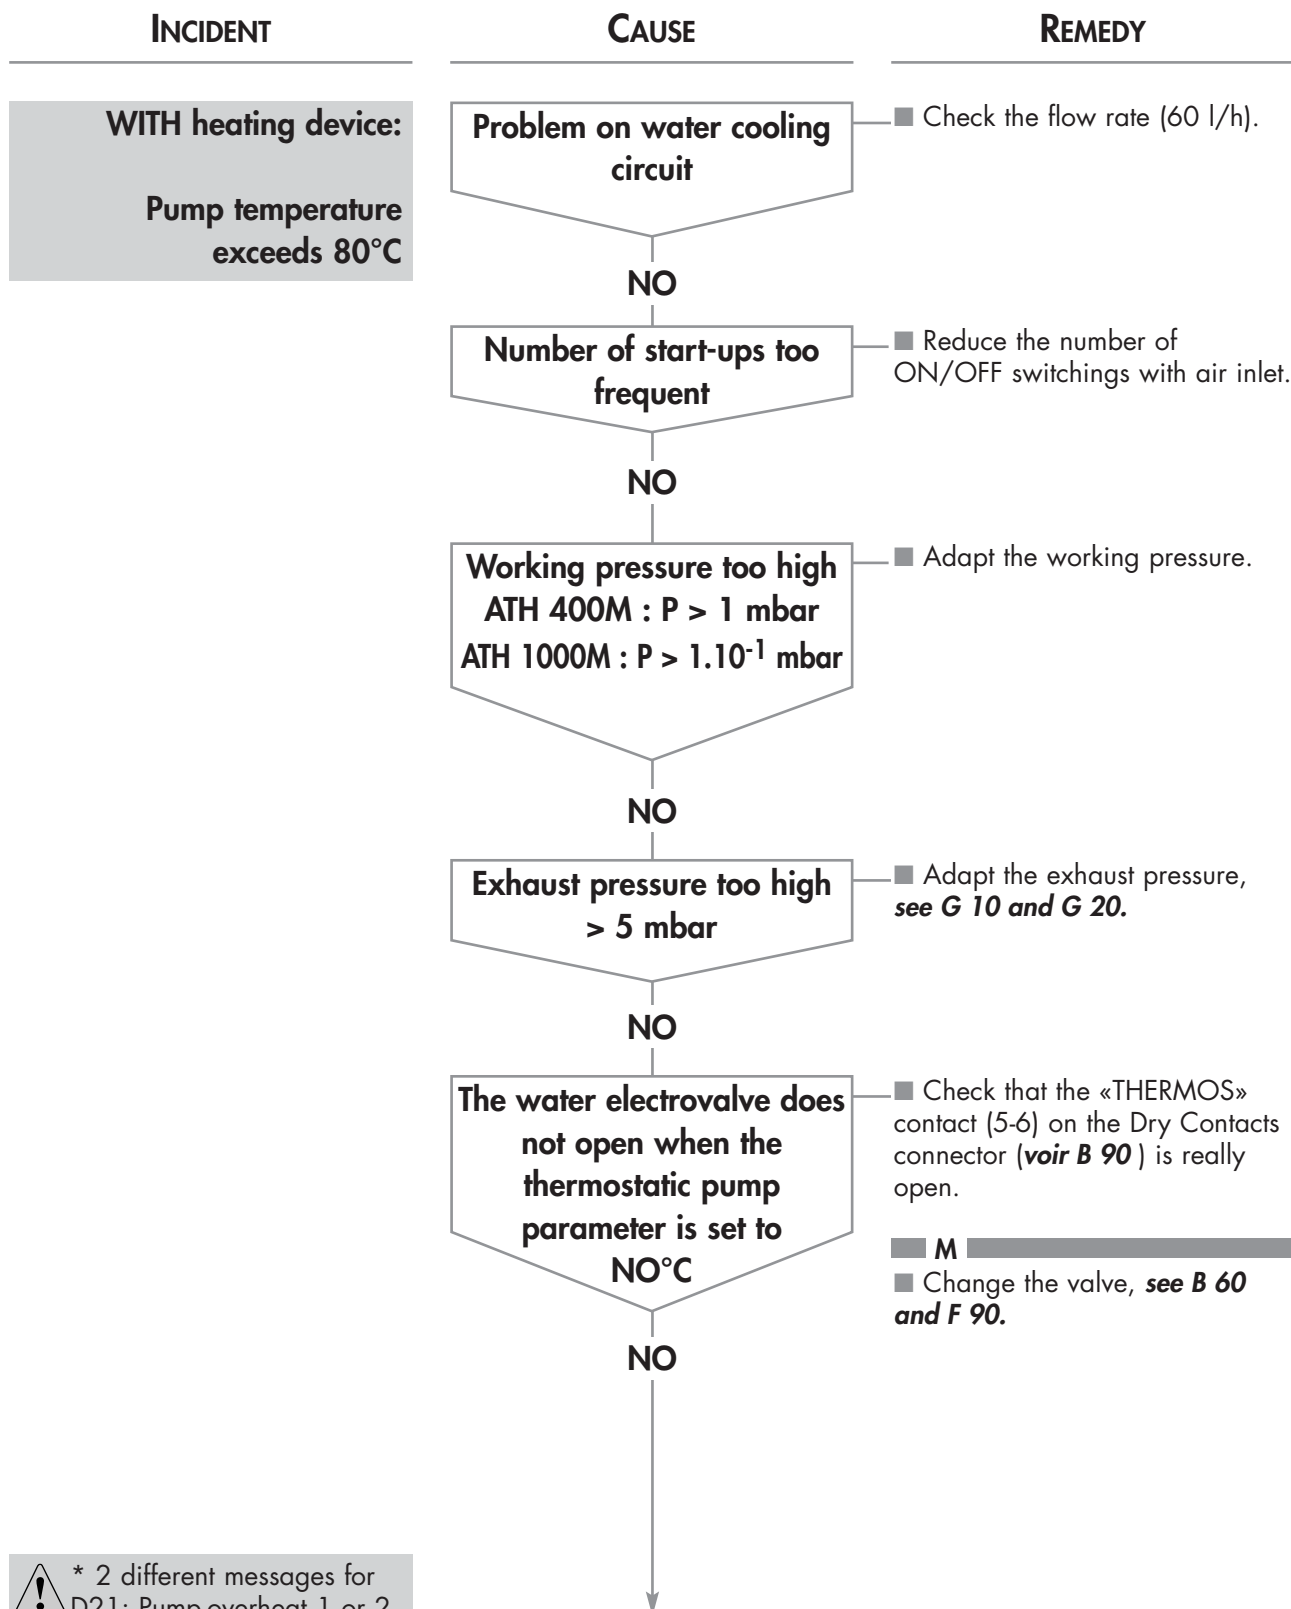 INCIDENT
CAUSE
REMEDY
WITH heating device:
Pump temperature
exceeds 80°C
Problem on water cooling
circuit
■ Check the flow rate (60 l/h).
NO
Number of start-ups too
frequent
■ Reduce the number of
ON/OFF switchings with air inlet.
NO
Working pressure too high
ATH 400M : P > 1 mbar
ATH 1000M : P > 1.10-1 mbar
■ Adapt the working pressure.
NO
Exhaust pressure too high
> 5 mbar
■ Adapt the exhaust pressure,
see G 10 and G 20.
NO
The water electrovalve does
not open when the
thermostatic pump
parameter is set to
NO°C
■ Check that the «THERMOS»
contact (5-6) on the Dry Contacts
connector (voir B 90 ) is really
open.
M
■ Change the valve, see B 60
and F 90.
NO
* 2 different messages for
D21: Pump overheat 1 or 2